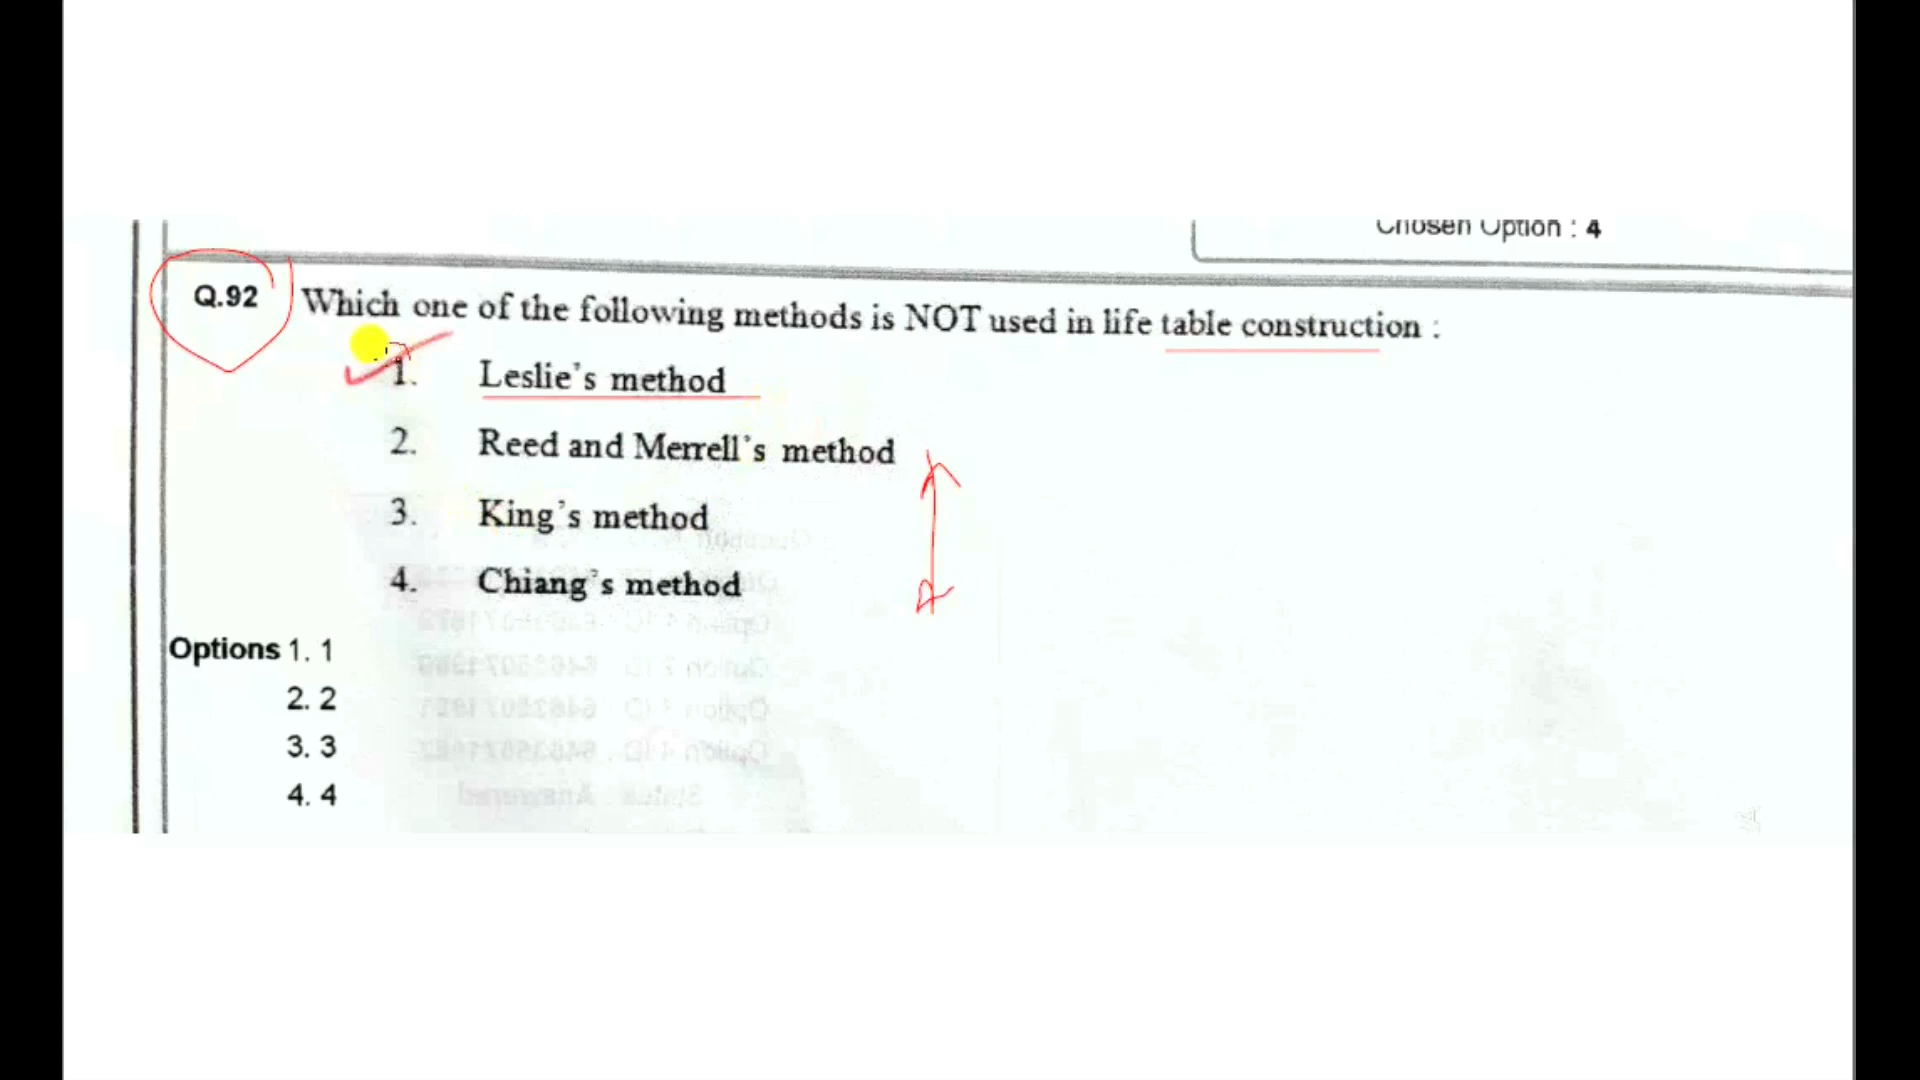 Chosen Option : 4
Q.92 Which one of the following methods is NOT used in life table construction :
1. Leslie's method
2. Reed and Merrell's method
3. King's method
4. Chiang's method
Options 1. 1
2. 2
3. 3
4. 4